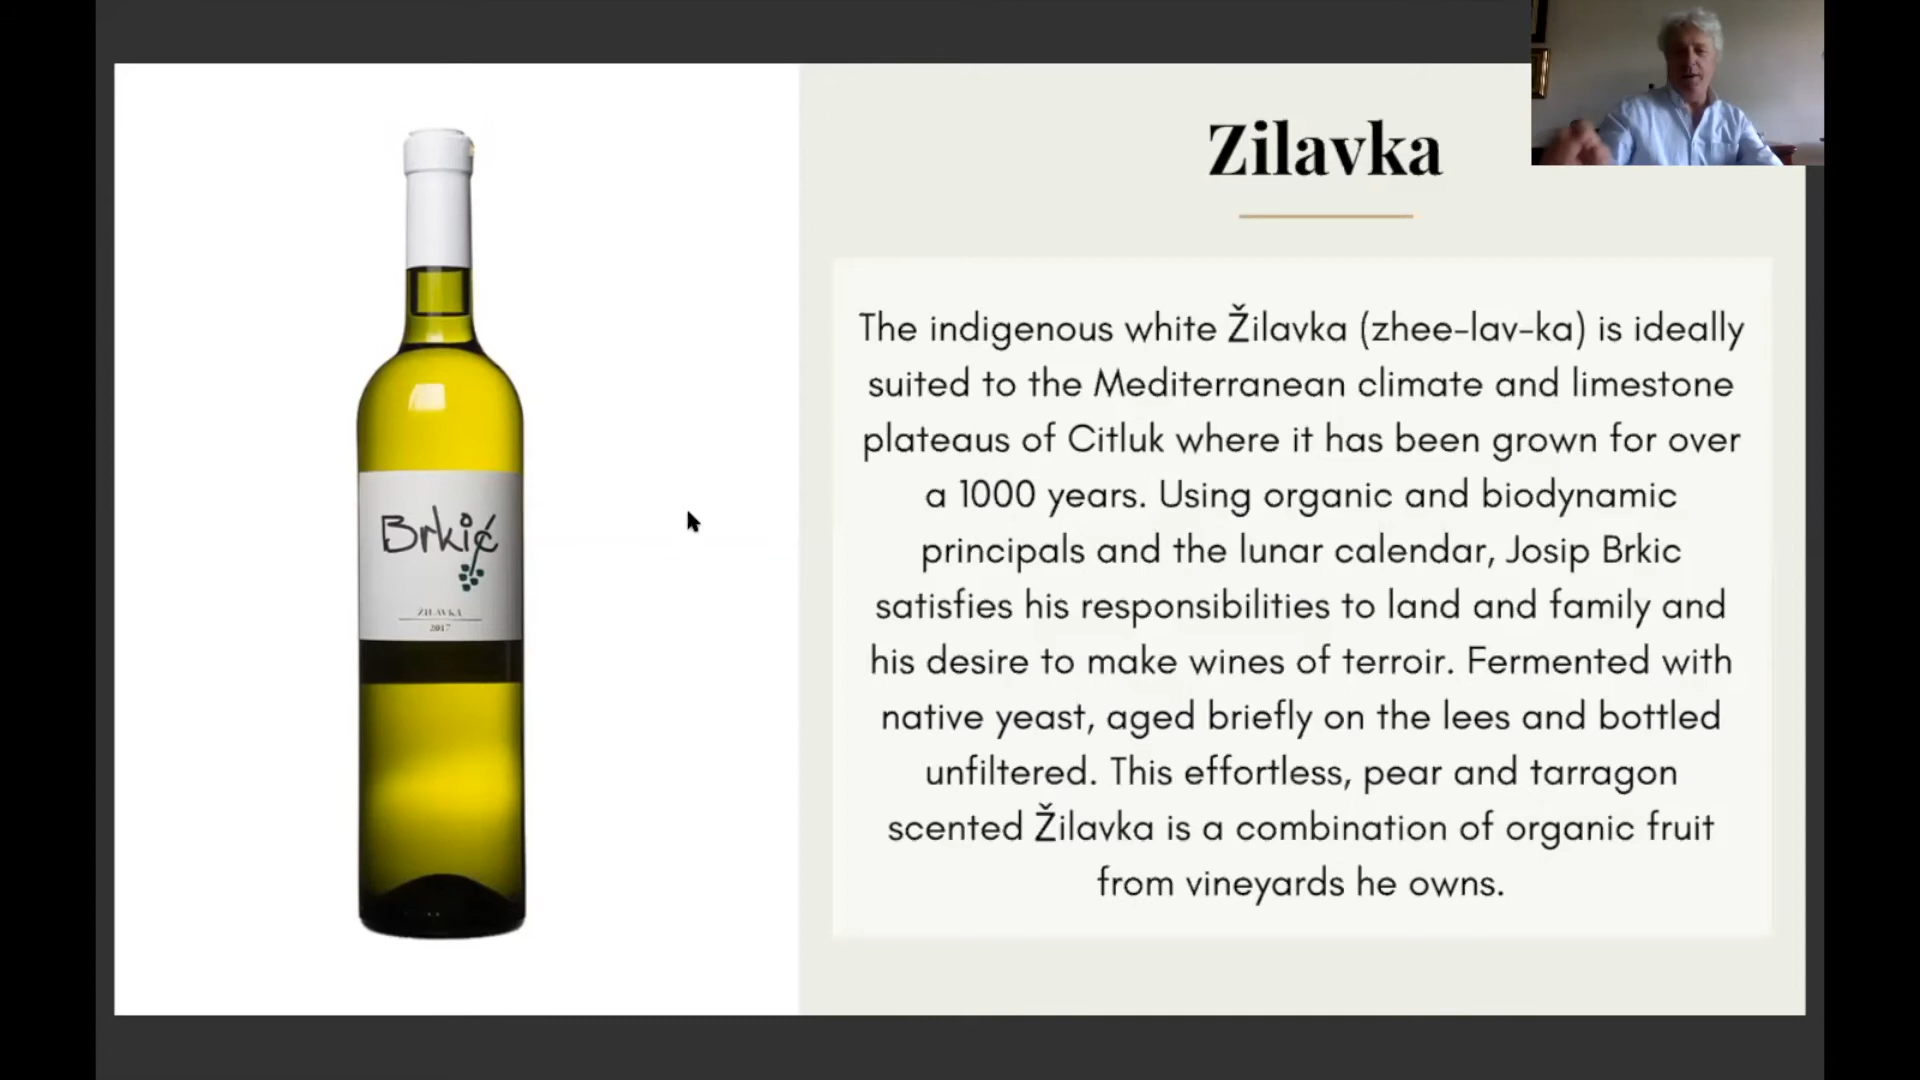 Zilavka
The indigenous white Žilavka (zhee-lav-ka) is ideally
suited to the Mediterranean climate and limestone
plateaus of Citluk where it has been grown for over
a 1000 years. Using organic and biodynamic
principals and the lunar calendar, Josip Brkic
satisfies his responsibilities to land and family and
his desire to make wines of terroir. Fermented with
native yeast, aged briefly on the lees and bottled
unfiltered. This effortless, pear and tarragon
scented Žilavka is a combination of organic fruit
from vineyards he owns.
Brkić
ŽILAVKA
2017